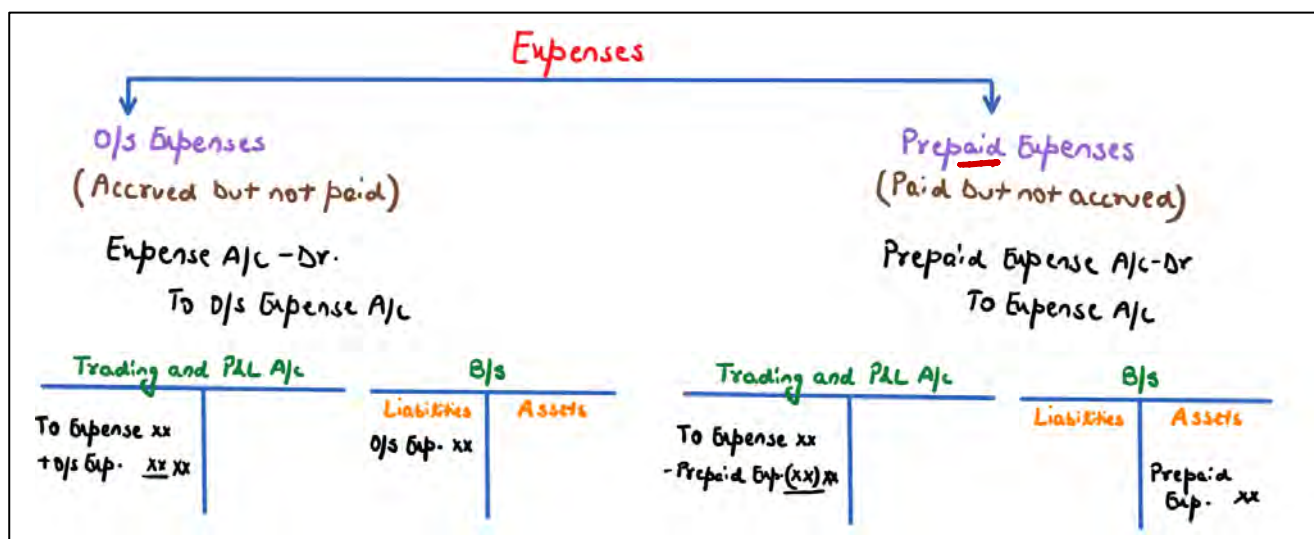 Expenses
O/s Expenses
(Accrued but not paid)
Expense A/c -Dr.
To O/s Expense A/c
Trading and P&L A/c
To Expense xx
+ O/s Exp. xx xx
B/s
Liabilities Assets
O/s Exp. xx
Prepaid Expenses
(Paid but not accrued)
Prepaid Expense A/c-Dr
To Expense A/c
Trading and P&L A/c
To Expense xx
- Prepaid Exp.(xx) xx
B/s
Liabilities Assets
Prepaid
Exp. xx